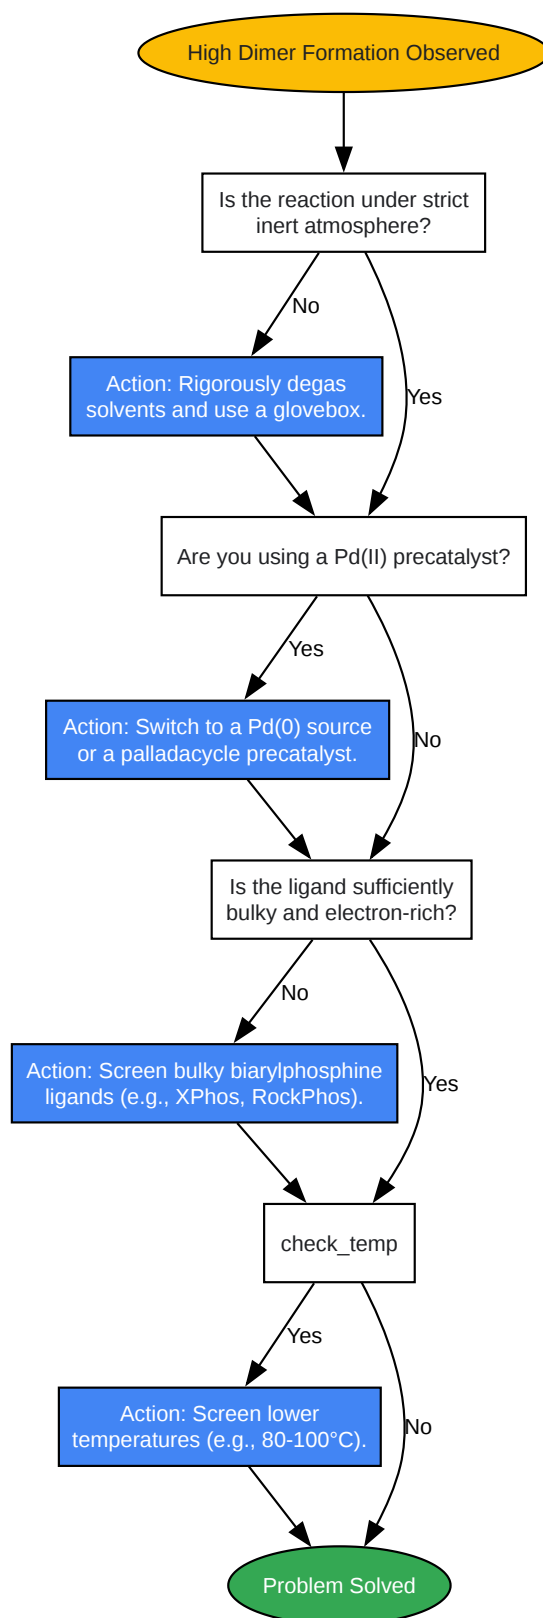 High Dimer Formation Observed
Is the reaction under strict
inert atmosphere?
No
Action: Rigorously degas
solvents and use a glovebox.
Yes
Are you using a Pd(II) precatalyst?
Yes
Action: Switch to a Pd(0) source
or a palladacycle precatalyst.
No
Is the ligand sufficiently
bulky and electron-rich?
No
Action: Screen bulky biarylphosphine
ligands (e.g., XPhos, RockPhos).
Yes
check_temp
Yes
Action: Screen lower
temperatures (e.g., 80-100°C).
No
Problem Solved